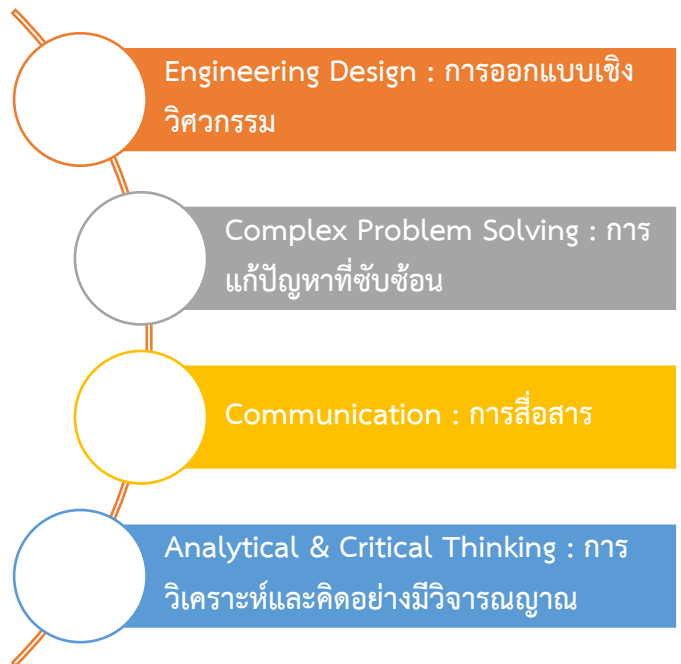 Engineering Design : การออกแบบเชิง
วิศวกรรม
Complex Problem Solving : การ
แก้ปัญหาที่ซับซ้อน
Communication : การสื่อสาร
Analytical & Critical Thinking : การ
วิเคราะห์และคิดอย่างมีวิจารณญาณ